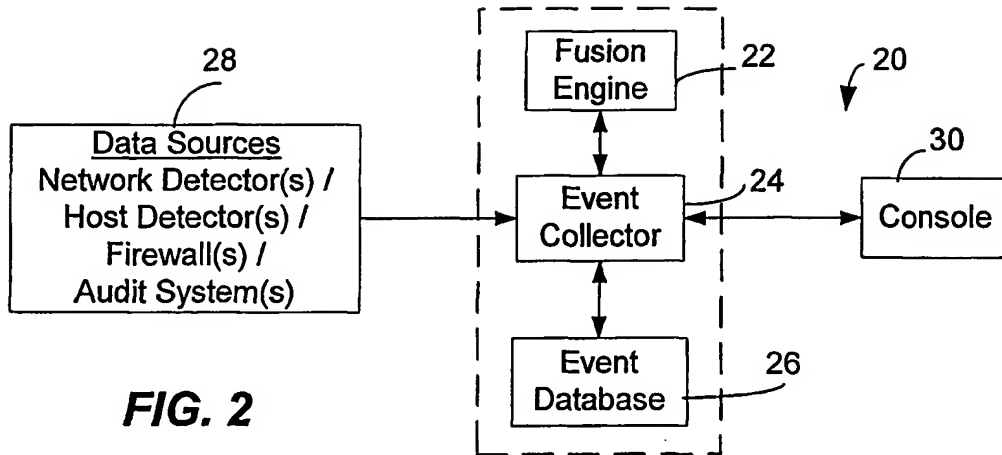 28
Data Sources
Network Detector(s) /
Host Detector(s) /
Firewall(s) /
Audit System(s)
Fusion
Engine
22
20
Event
Collector
24
30
Console
Event
Database
26
FIG. 2